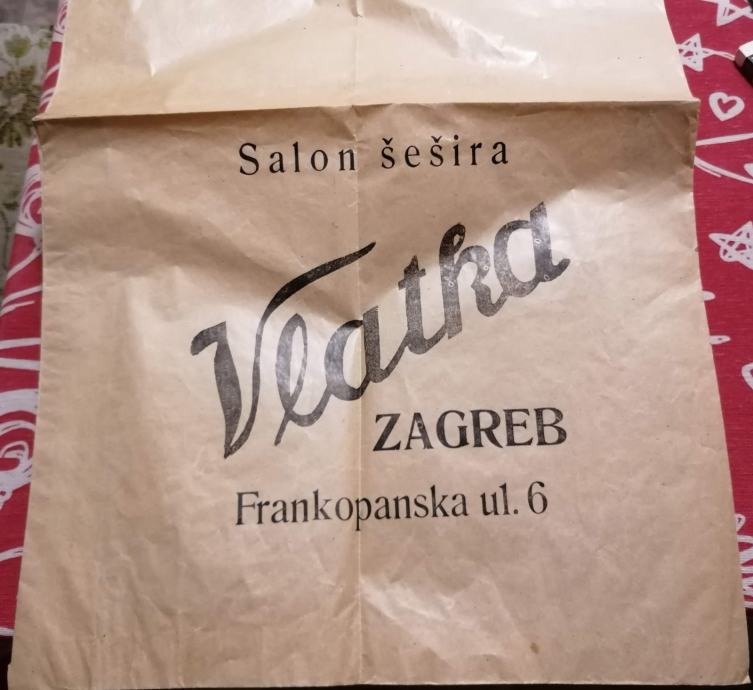 Salon šešira
Vlatka
ZAGREB
Frankopanska ul. 6